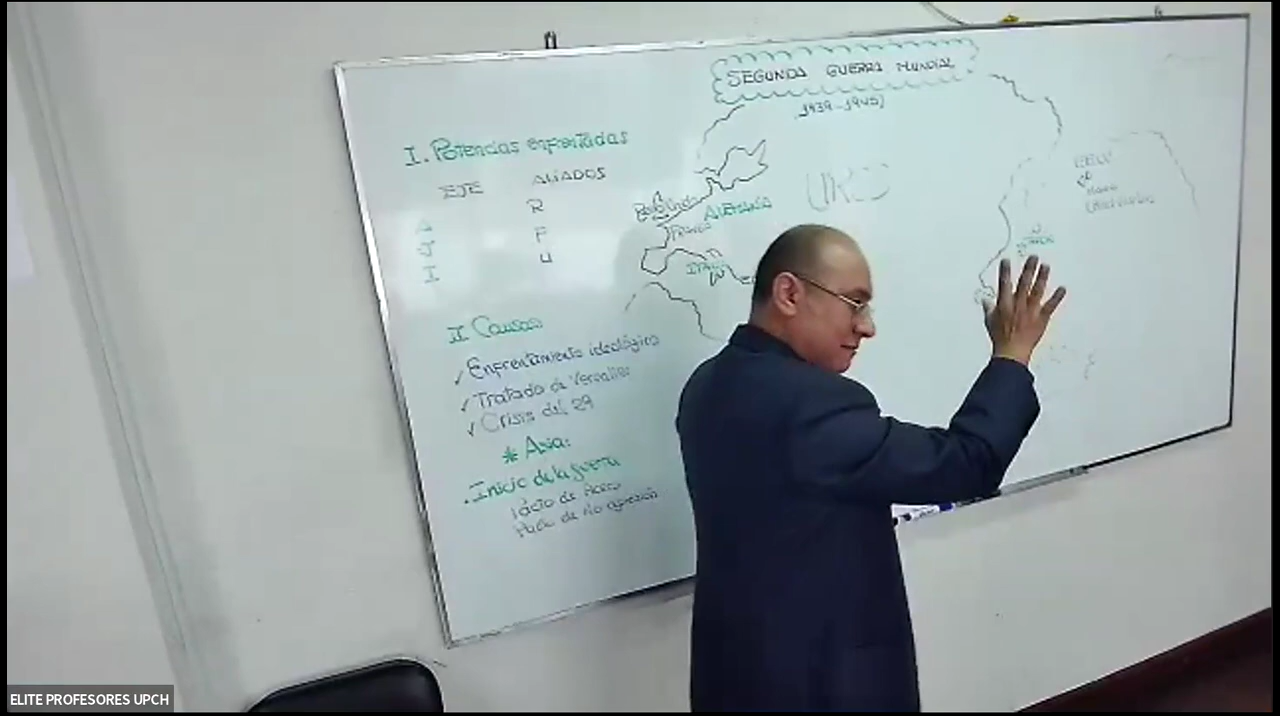 SEGUNDA GUERRA MUNDIAL
(1939-1945)
I. Potencias enfrentadas
EJE ALIADOS
A R
J F
I U
II Causas
✓ Enfrentamiento ideológico
✓ Tratado de Versalles
✓ Crisis del 29
* Asia:
. Inicio de la guerra
Pacto de Acero
Pacto de no agresión
ALEMANIA
Francia
ITALIA
ELITE PROFESORES UPCH